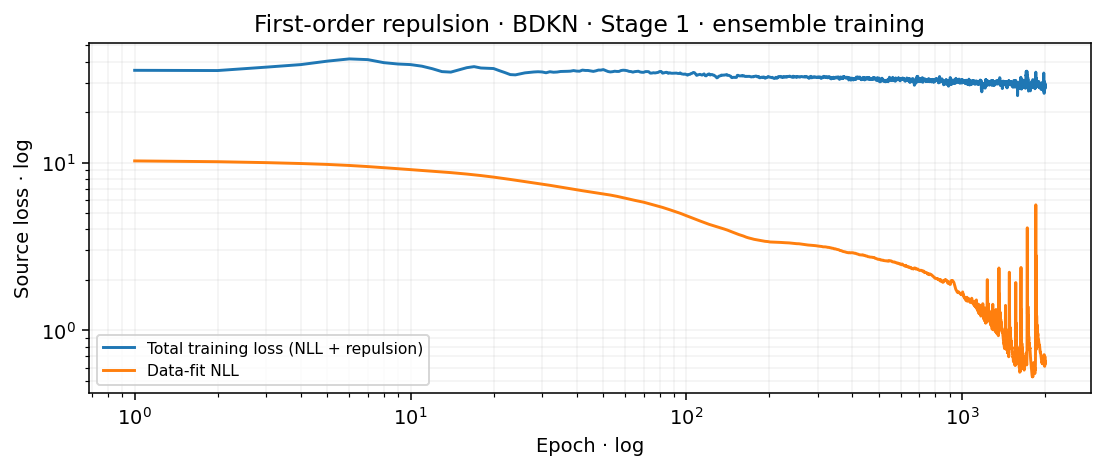 First-order repulsion · BDKN · Stage 1 · ensemble training
Source loss · log
10¹
10⁰
Total training loss (NLL + repulsion)
Data-fit NLL
10⁰ 10¹ 10² 10³
Epoch · log